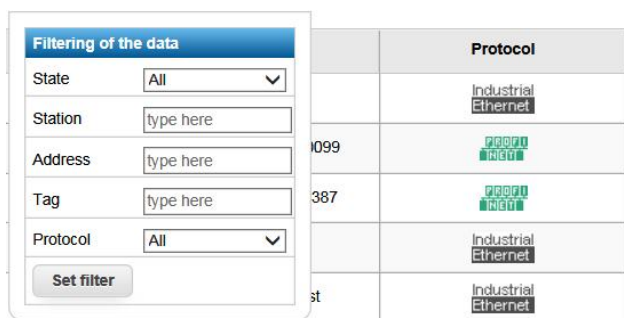 Filtering of the data
Protocol
State All
Industrial
Ethernet
Station type here
Address type here
0099
PROFI
NET
Tag type here
387
PROFI
NET
Protocol All
Industrial
Ethernet
Set filter
st
Industrial
Ethernet